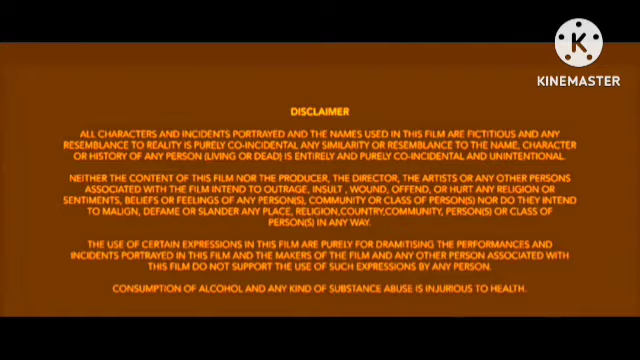 K
KINEMASTER
DISCLAIMER
ALL CHARACTERS AND INCIDENTS PORTRAYED AND THE NAMES USED IN THIS FILM ARE FICTITIOUS AND ANY
RESEMBLANCE TO REALITY IS PURELY CO-INCIDENTAL ANY SIMILARITY OR RESEMBLANCE TO THE NAME, CHARACTER
OR HISTORY OF ANY PERSON (LIVING OR DEAD) IS ENTIRELY AND PURELY CO-INCIDENTAL AND UNINTENTIONAL.
NEITHER THE CONTENT OF THIS FILM NOR THE PRODUCER, THE DIRECTOR, THE ARTISTS OR ANY OTHER PERSONS
ASSOCIATED WITH THE FILM INTEND TO OUTRAGE, INSULT , WOUND, OFFEND, OR HURT ANY RELIGION OR
SENTIMENTS, BELIEFS OR FEELINGS OF ANY PERSON(S), COMMUNITY OR CLASS OF PERSON(S) NOR DO THEY INTEND
TO MALIGN, DEFAME OR SLANDER ANY PLACE, RELIGION,COUNTRY,COMMUNITY, PERSON(S) OR CLASS OF
PERSON(S) IN ANY WAY.
THE USE OF CERTAIN EXPRESSIONS IN THIS FILM ARE PURELY FOR DRAMITISING THE PERFORMANCES AND
INCIDENTS PORTRAYED IN THIS FILM AND THE MAKERS OF THE FILM AND ANY OTHER PERSON ASSOCIATED WITH
THIS FILM DO NOT SUPPORT THE USE OF SUCH EXPRESSIONS BY ANY PERSON.
CONSUMPTION OF ALCOHOL AND ANY KIND OF SUBSTANCE ABUSE IS INJURIOUS TO HEALTH.